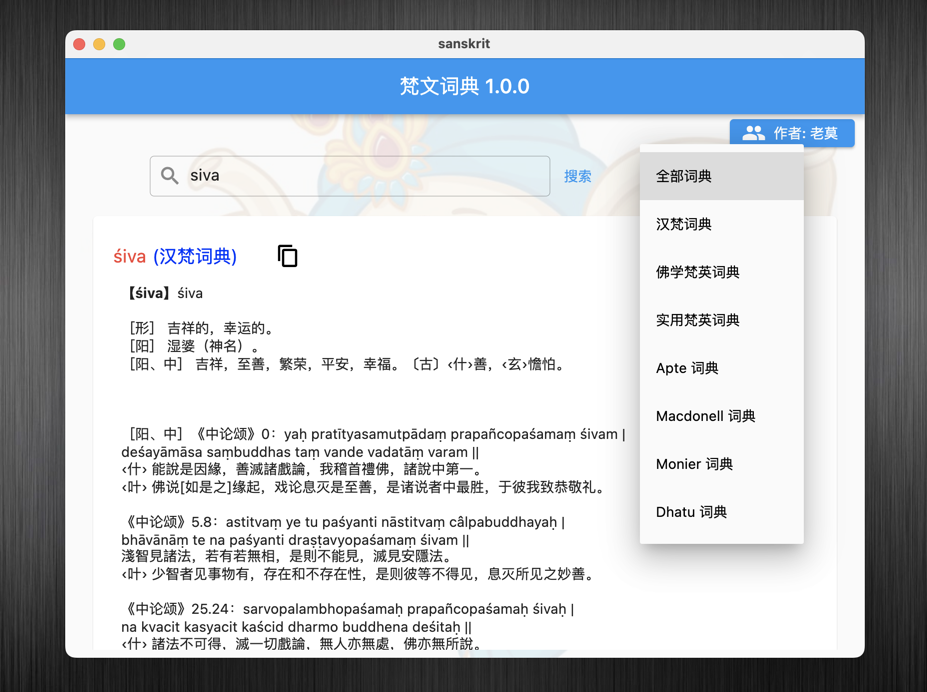 sanskrit
梵文词典 1.0.0
作者: 老莫
siva
搜索
全部词典
汉梵词典
佛学梵英词典
实用梵英词典
Apte 词典
Macdonell 词典
Monier 词典
Dhatu 词典
śiva (汉梵词典)
【śiva】śiva
［形］ 吉祥的，幸运的。
［阳］ 湿婆（神名）。
［阳、中］ 吉祥，至善，繁荣，平安，幸福。〔古〕‹什›善，‹玄›憺怕。
［阳、中］《中论颂》0：yaḥ pratītyasamutpādaṃ prapañcopaśamaṃ śivam |
deśayāmāsa saṃbuddhas taṃ vande vadatāṃ varam ||
‹什› 能說是因緣，善滅諸戲論，我稽首禮佛，諸說中第一。
‹叶› 佛说[如是之]缘起，戏论息灭是至善，是诸说者中最胜，于彼我致恭敬礼。
《中论颂》5.8：astitvaṃ ye tu paśyanti nāstitvaṃ câlpabuddhayaḥ |
bhāvānāṃ te na paśyanti draṣṭavyopaśamaṃ śivam ||
淺智見諸法，若有若無相，是則不能見，滅見安隱法。
‹叶› 少智者见事物有，存在和不存在性，是则彼等不得见，息灭所见之妙善。
《中论颂》25.24：sarvopalambhopaśamaḥ prapañcopaśamaḥ śivaḥ |
na kvacit kasyacit kaścid dharmo buddhena deśitaḥ ||
‹什› 諸法不可得，滅一切戲論，無人亦無處，佛亦無所說。